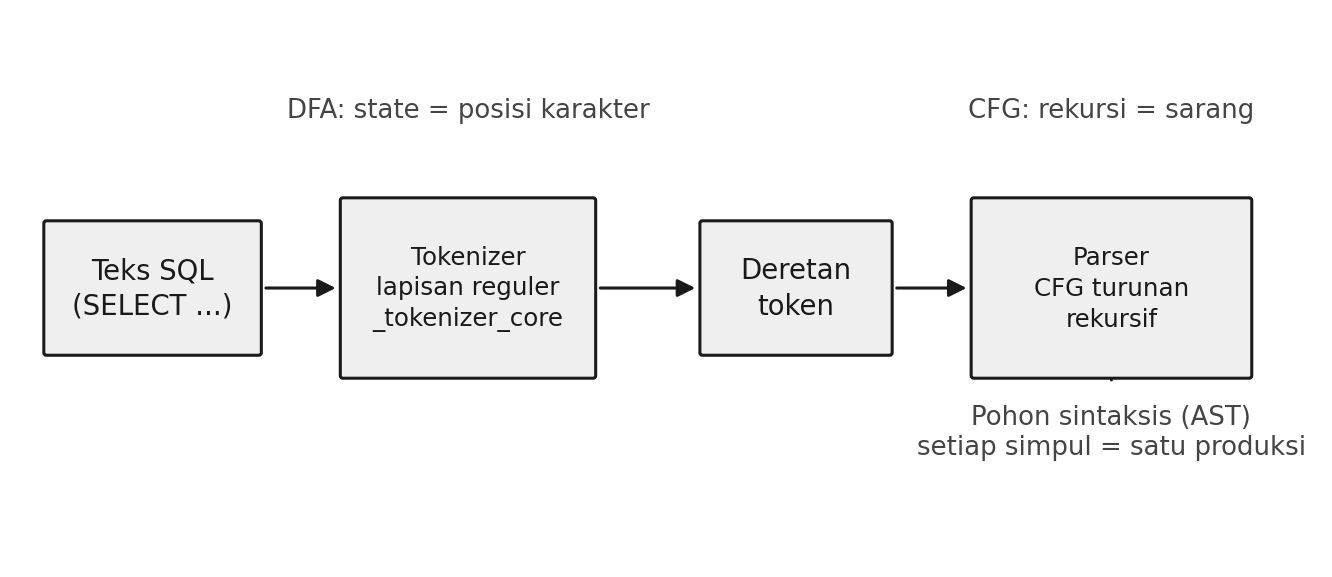 DFA: state = posisi karakter
CFG: rekursi = sarang
Teks SQL
(SELECT ...)
Tokenizer
lapisan reguler
_tokenizer_core
Deretan
token
Parser
CFG turunan
rekursif
Pohon sintaksis (AST)
setiap simpul = satu produksi